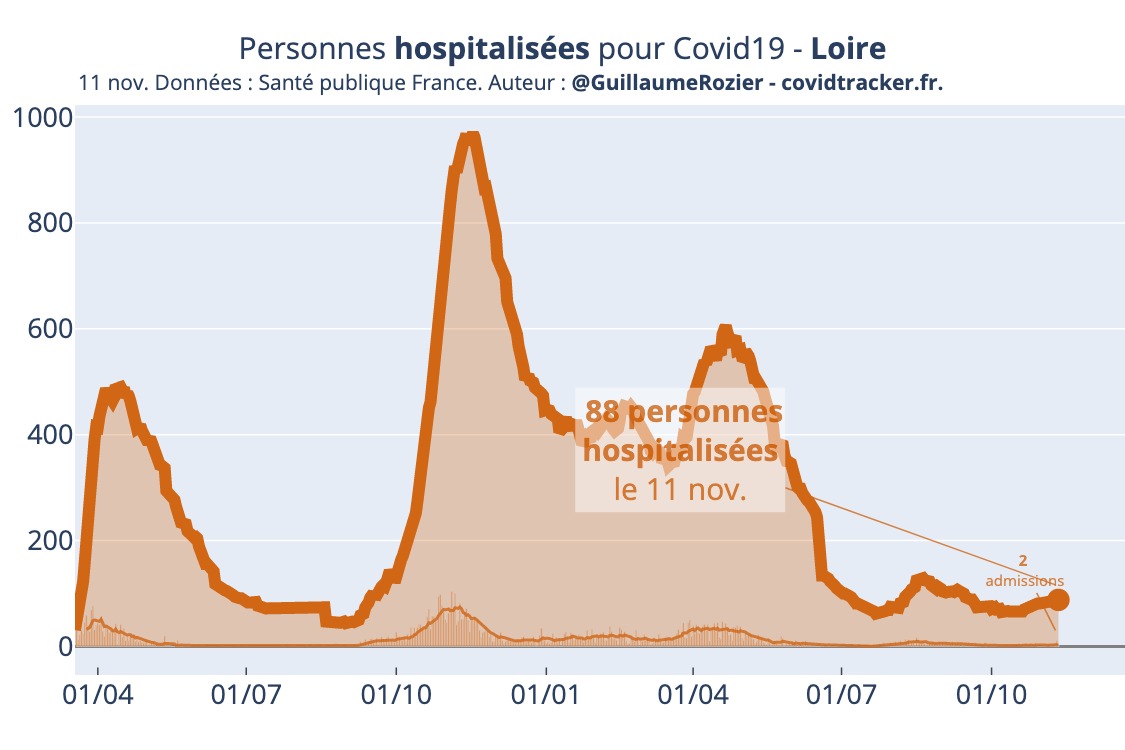 Personnes hospitalisées pour Covid19 - Loire
11 nov. Données : Santé publique France. Auteur : @GuillaumeRozier - covidtracker.fr.
1000
800
600
400
200
0
88 personnes
hospitalisées
le 11 nov.
2
admissions
01/04 01/07 01/10 01/01 01/04 01/07 01/10